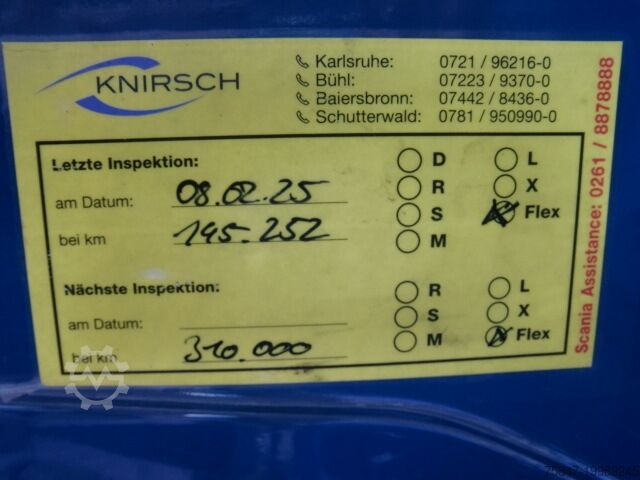 KNIRSCH
Karlsruhe: 0721 / 96216-0
Bühl: 07223 / 9370-0
Baiersbronn: 07442 / 8436-0
Schutterwald: 0781 / 950990-0
Scania Assistance: 0261 / 8878888
Letzte Inspektion:
am Datum: 08.02.25
bei km 195.252
D L
R X
S Flex
M
Nächste Inspektion:
am Datum:
bei km 310.000
R L
S X
M Flex